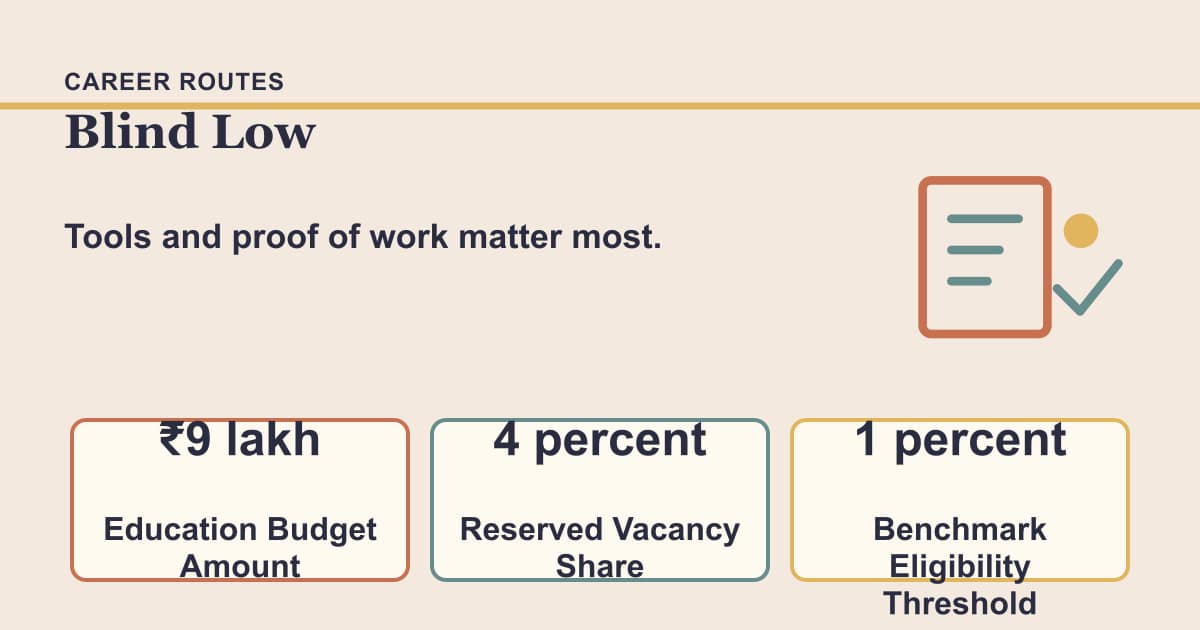 CAREER ROUTES
Blind Low
Tools and proof of work matter most.
₹9 lakh
Education Budget
Amount
4 percent
Reserved Vacancy
Share
1 percent
Benchmark
Eligibility
Threshold